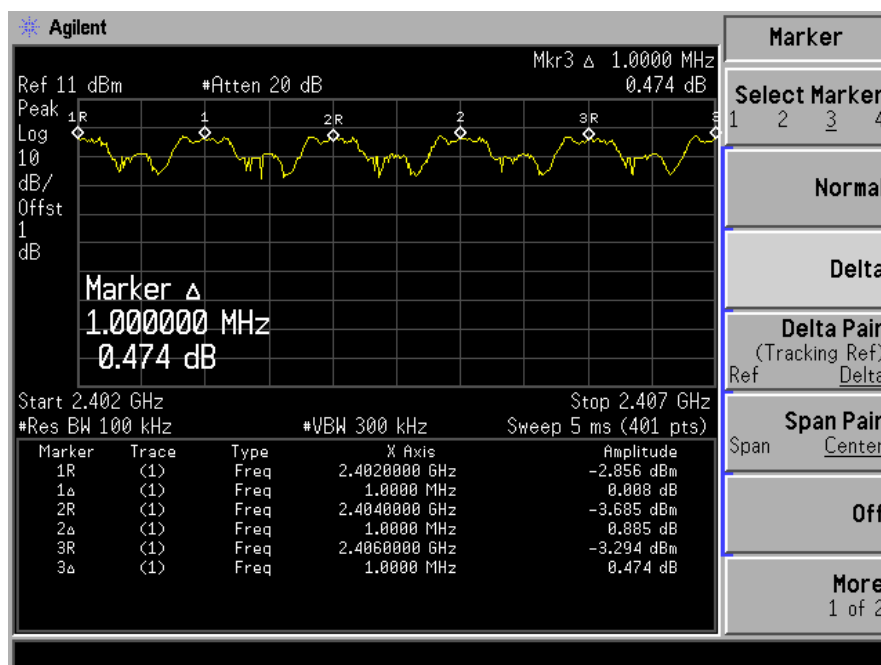 Agilent
Marker
Mkr3 Δ 1.0000 MHz
Ref 11 dBm #Atten 20 dB 0.474 dB
Peak
Log
10
dB/
Offst
1
dB
1R 1 2R 2 3R
Marker Δ
1.000000 MHz
0.474 dB
Start 2.402 GHz Stop 2.407 GHz
#Res BW 100 kHz #VBW 300 kHz Sweep 5 ms (401 pts)
Marker Trace Type X Axis Amplitude
1R (1) Freq 2.4020000 GHz -2.856 dBm
1Δ (1) Freq 1.0000 MHz 0.008 dB
2R (1) Freq 2.4040000 GHz -3.685 dBm
2Δ (1) Freq 1.0000 MHz 0.885 dB
3R (1) Freq 2.4060000 GHz -3.294 dBm
3Δ (1) Freq 1.0000 MHz 0.474 dB
Select Marker
1 2 3 4
Normal
Delta
Delta Pair
(Tracking Ref)
Ref Delta
Span Pair
Span Center
Off
More
1 of 2